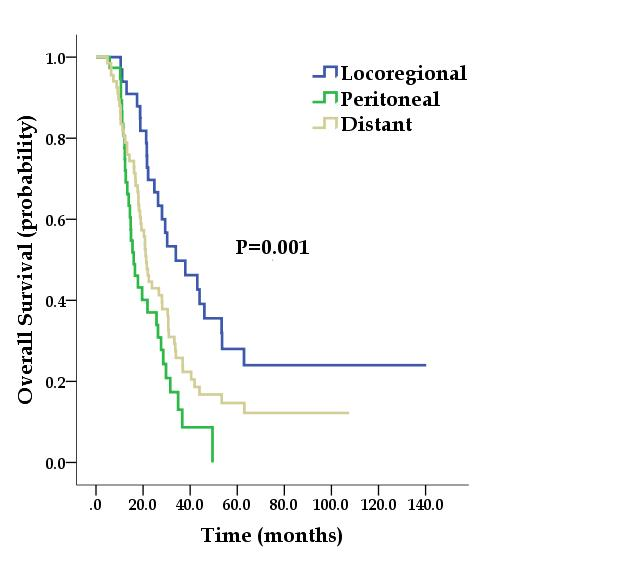 Overall Survival (probability)
1.0
0.8
0.6
0.4
0.2
0.0
Locoregional
Peritoneal
Distant
P=0.001
.0 20.0 40.0 60.0 80.0 100.0 120.0 140.0
Time (months)